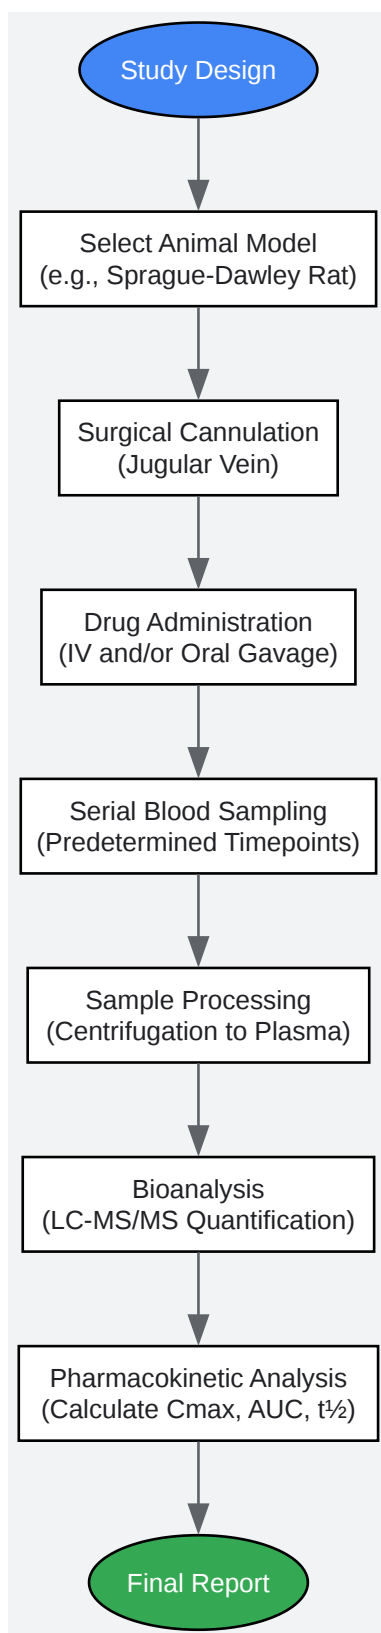 Study Design
Select Animal Model
(e.g., Sprague-Dawley Rat)
Surgical Cannulation
(Jugular Vein)
Drug Administration
(IV and/or Oral Gavage)
Serial Blood Sampling
(Predetermined Timepoints)
Sample Processing
(Centrifugation to Plasma)
Bioanalysis
(LC-MS/MS Quantification)
Pharmacokinetic Analysis
(Calculate Cmax, AUC, t½)
Final Report